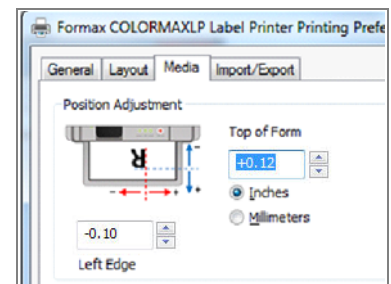 Formax COLORMAXLP Label Printer Printing Prefe
General Layout Media Import/Export
Position Adjustment
R
Top of Form
+0.12
Inches
Millimeters
-0.10
Left Edge